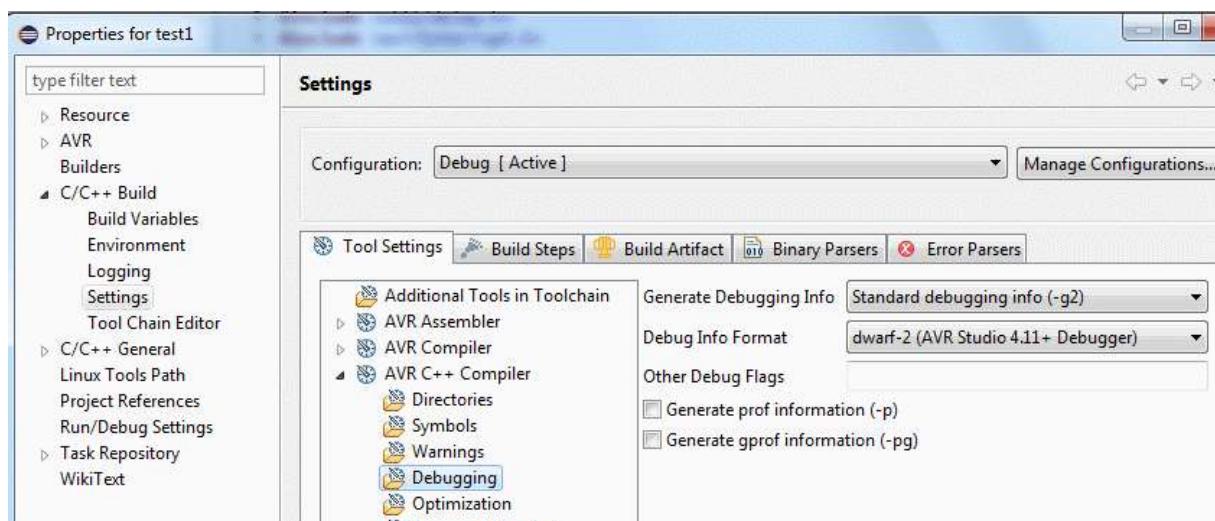 Properties for test1
type filter text
Resource
AVR
Builders
C/C++ Build
Build Variables
Environment
Logging
Settings
Tool Chain Editor
C/C++ General
Linux Tools Path
Project References
Run/Debug Settings
Task Repository
WikiText
Settings
Configuration: Debug [ Active ] Manage Configurations...
Tool Settings Build Steps Build Artifact 010 Binary Parsers Error Parsers
Additional Tools in Toolchain
AVR Assembler
AVR Compiler
AVR C++ Compiler
Directories
Symbols
Warnings
Debugging
Optimization
Generate Debugging Info Standard debugging info (-g2)
Debug Info Format dwarf-2 (AVR Studio 4.11+ Debugger)
Other Debug Flags
Generate prof information (-p)
Generate gprof information (-pg)